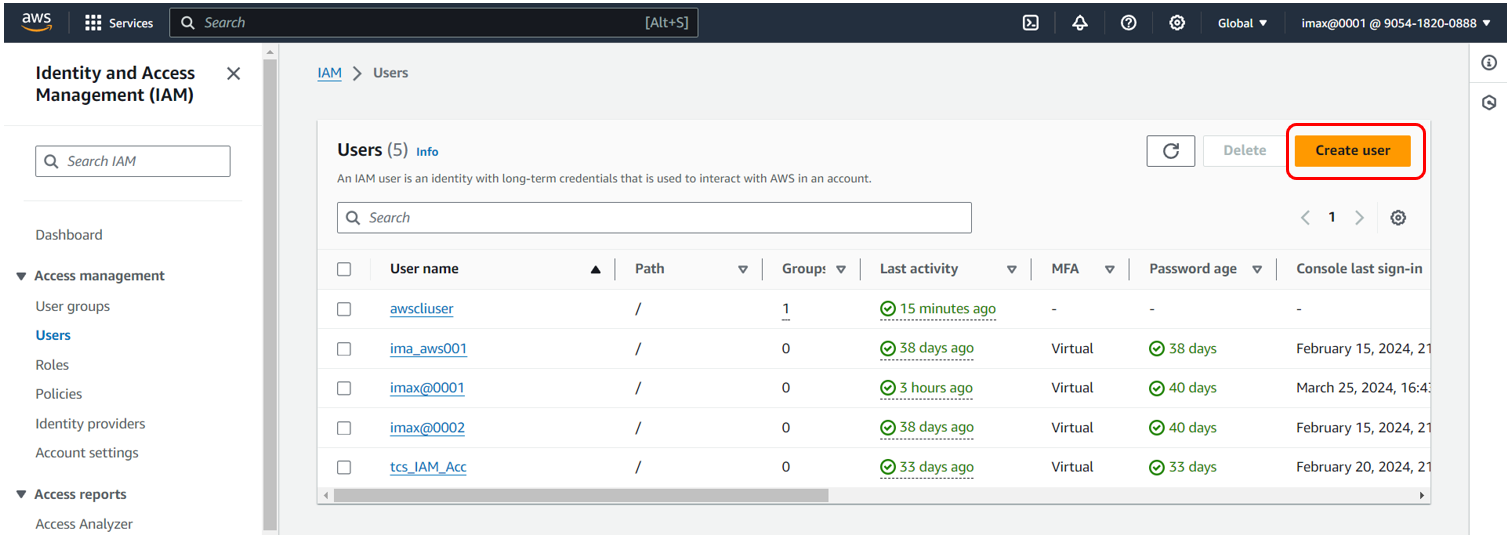 aws Services Search [Alt+S] Global imax@0001 @ 9054-1820-0888
Identity and Access
Management (IAM)
Search IAM
Dashboard
Access management
User groups
Users
Roles
Policies
Identity providers
Account settings
Access reports
Access Analyzer
IAM Users
Users (5) Info
Delete Create user
An IAM user is an identity with long-term credentials that is used to interact with AWS in an account.
Search
1
User name Path Groups Last activity MFA Password age Console last sign-in
awscliuser / 1 15 minutes ago - - -
ima_aws001 / 0 38 days ago Virtual 38 days February 15, 2024, 21
imax@0001 / 0 3 hours ago Virtual 40 days March 25, 2024, 16:43
imax@0002 / 0 38 days ago Virtual 40 days February 15, 2024, 21
tcs_IAM_Acc / 0 33 days ago Virtual 33 days February 20, 2024, 21